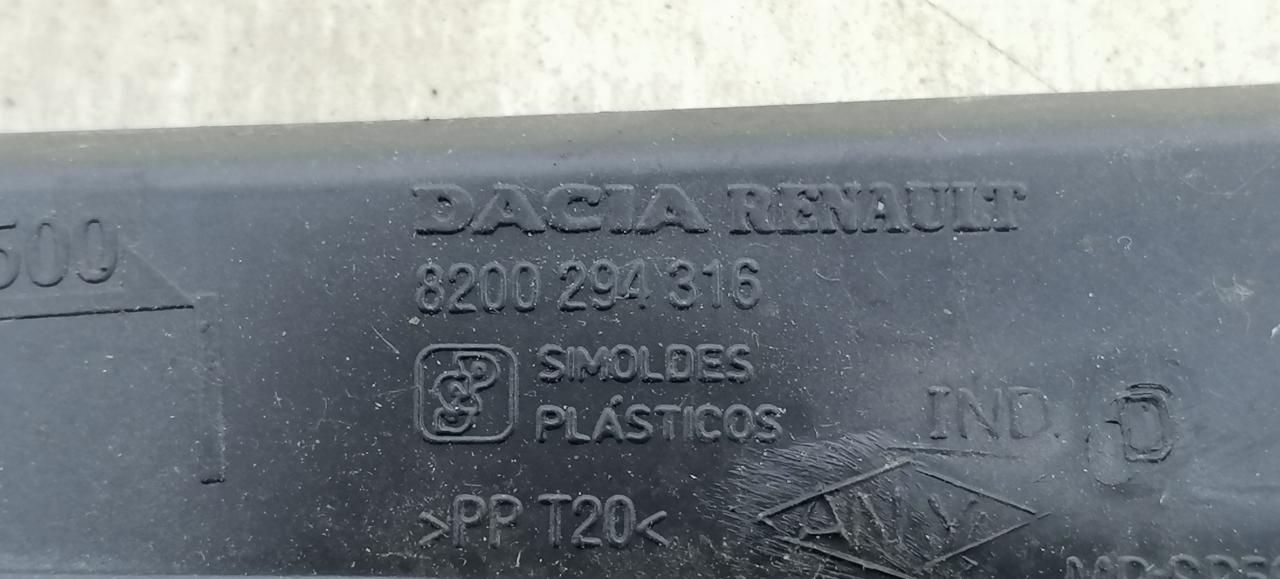 500
DACIA RENAULT
8200 294 316
SIMOLDES
PLÁSTICOS
IND. D
>PP T20<